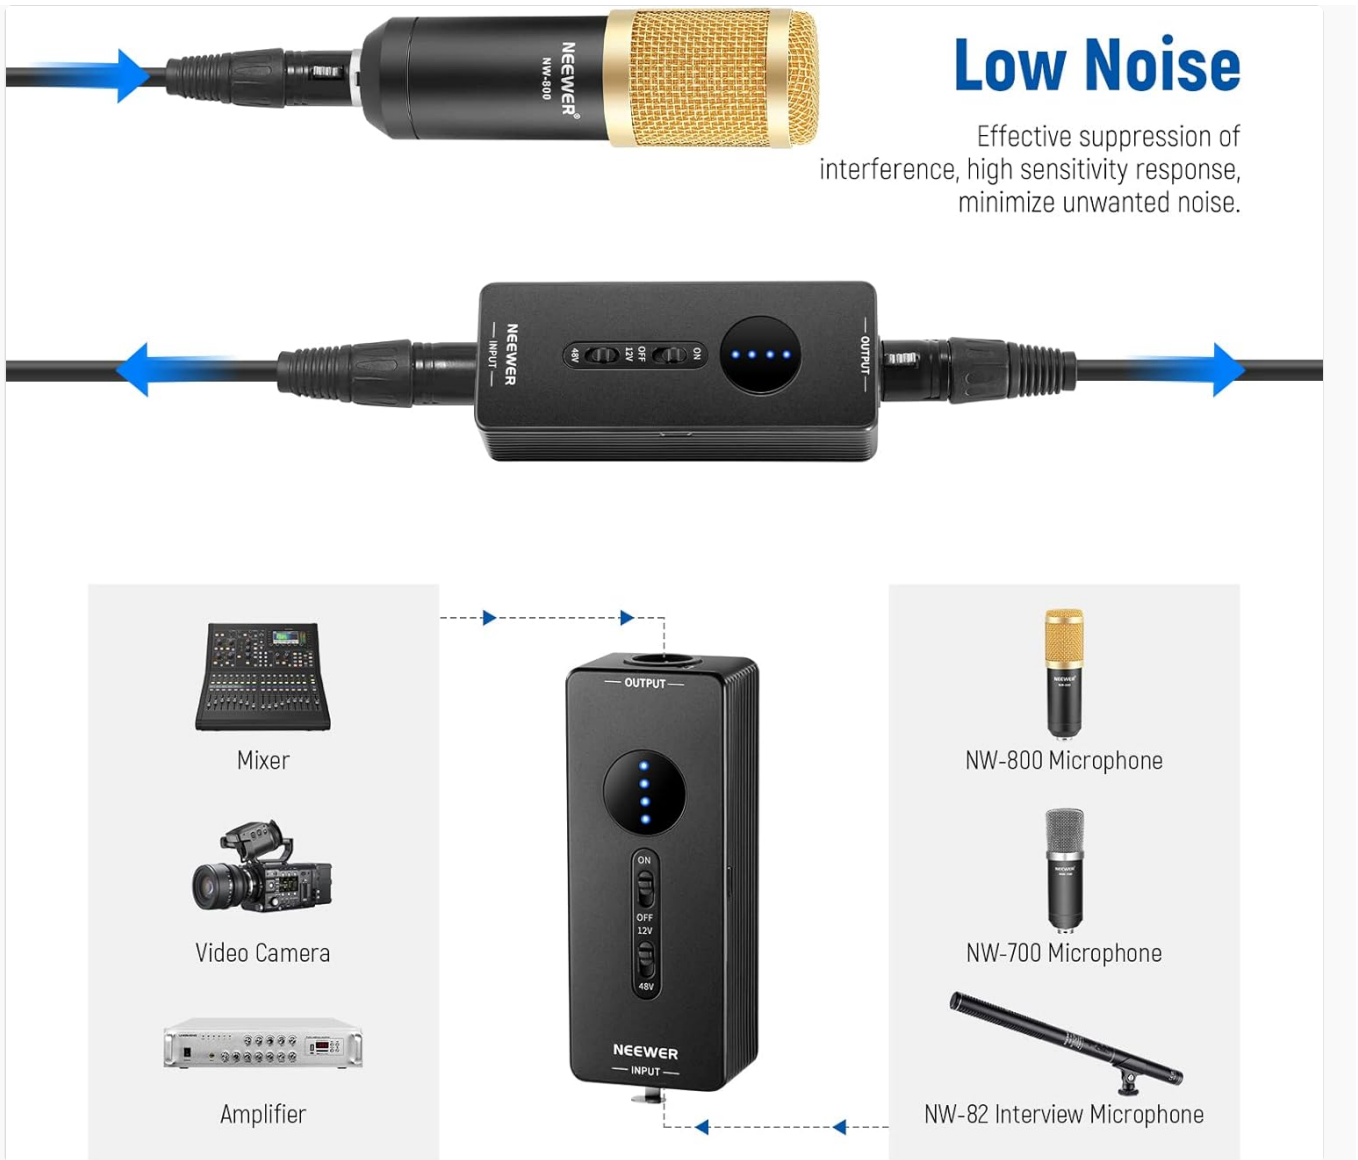 NEEWER®
NW-800
Low Noise
Effective suppression of
interference, high sensitivity response,
minimize unwanted noise.
NEEWER
INPUT
48V
12V
OFF
ON
OUTPUT
OUTPUT
ON
OFF
12V
48V
NEEWER
INPUT
Mixer
Video Camera
Amplifier
NEEWER
NW-800 Microphone
NEEWER
NW-700 Microphone
NW-82 Interview Microphone